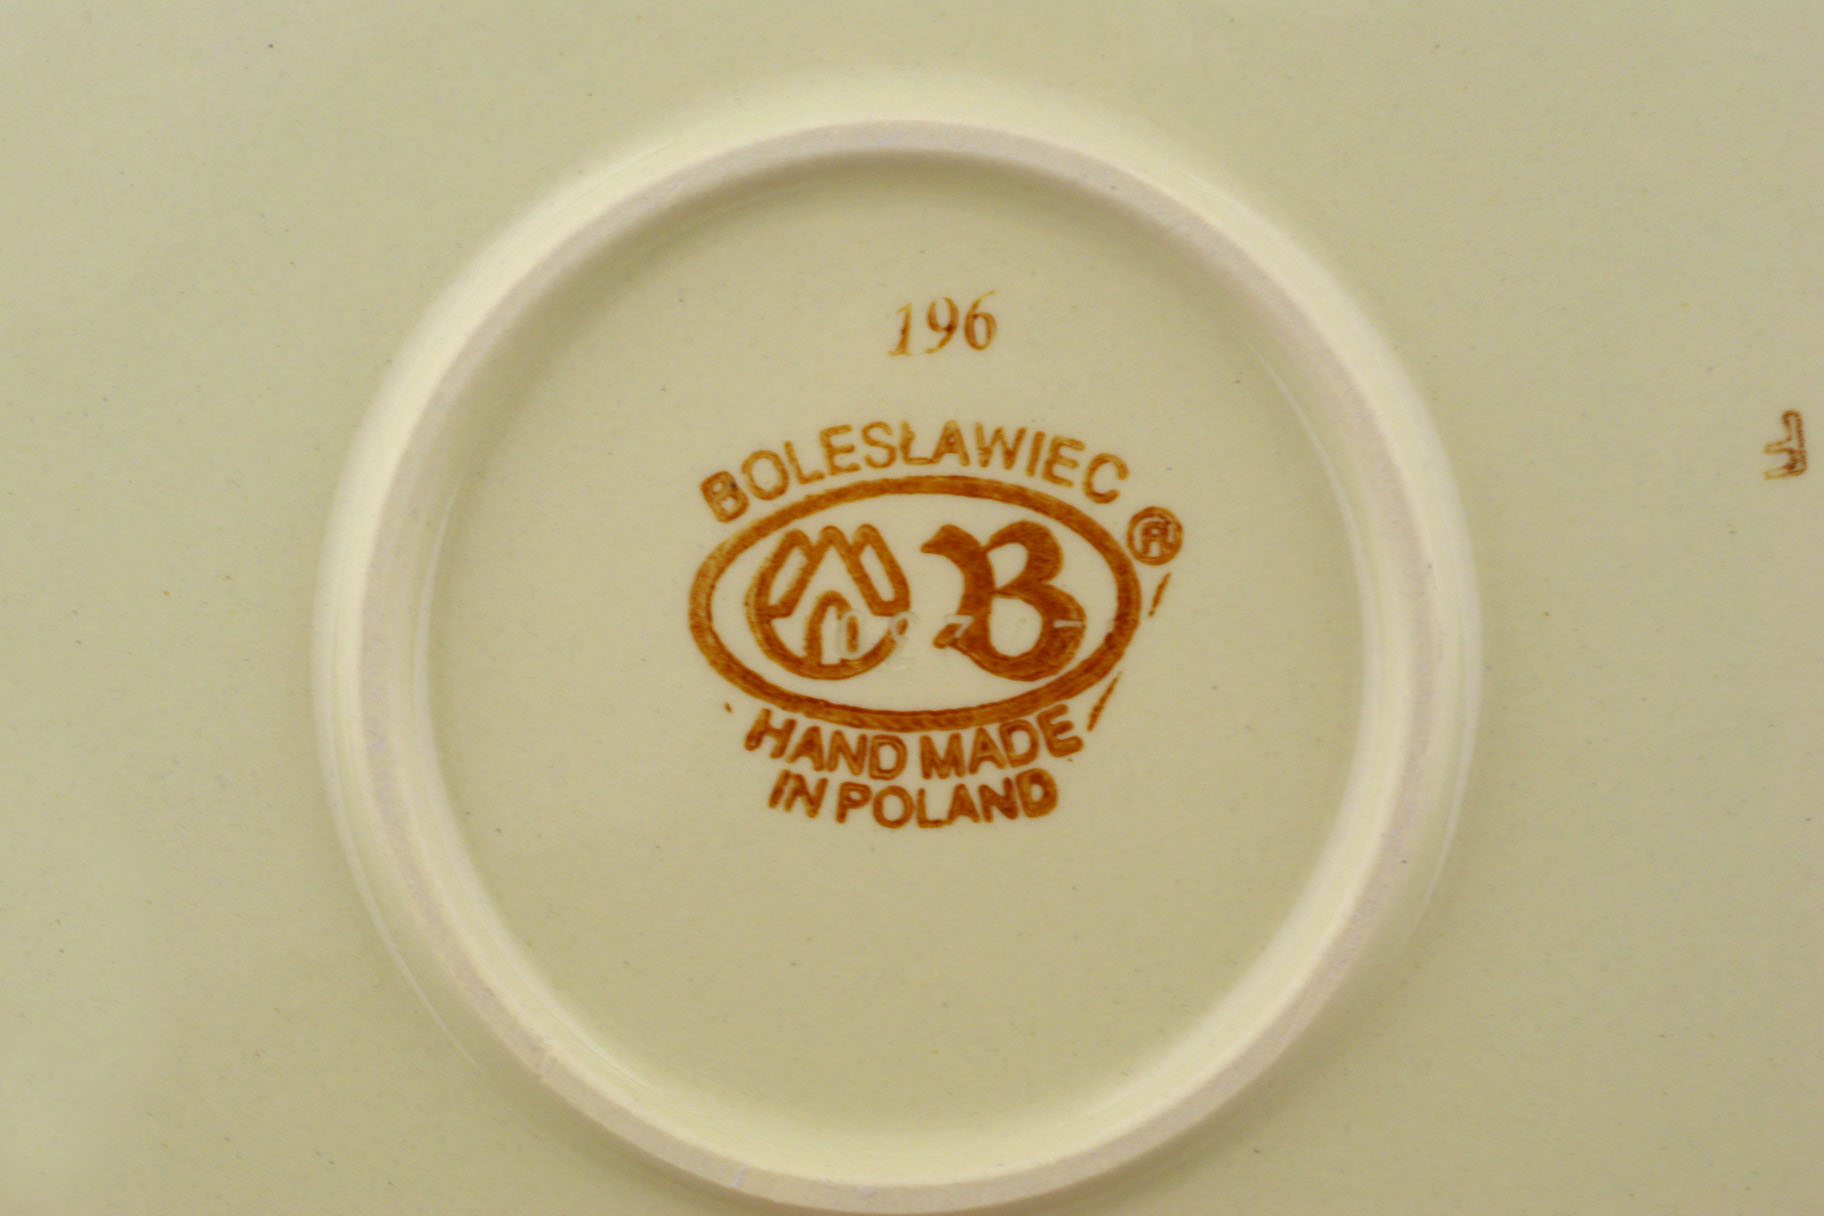 196
BOLESŁAWIEC
B ®
HAND MADE
IN POLAND